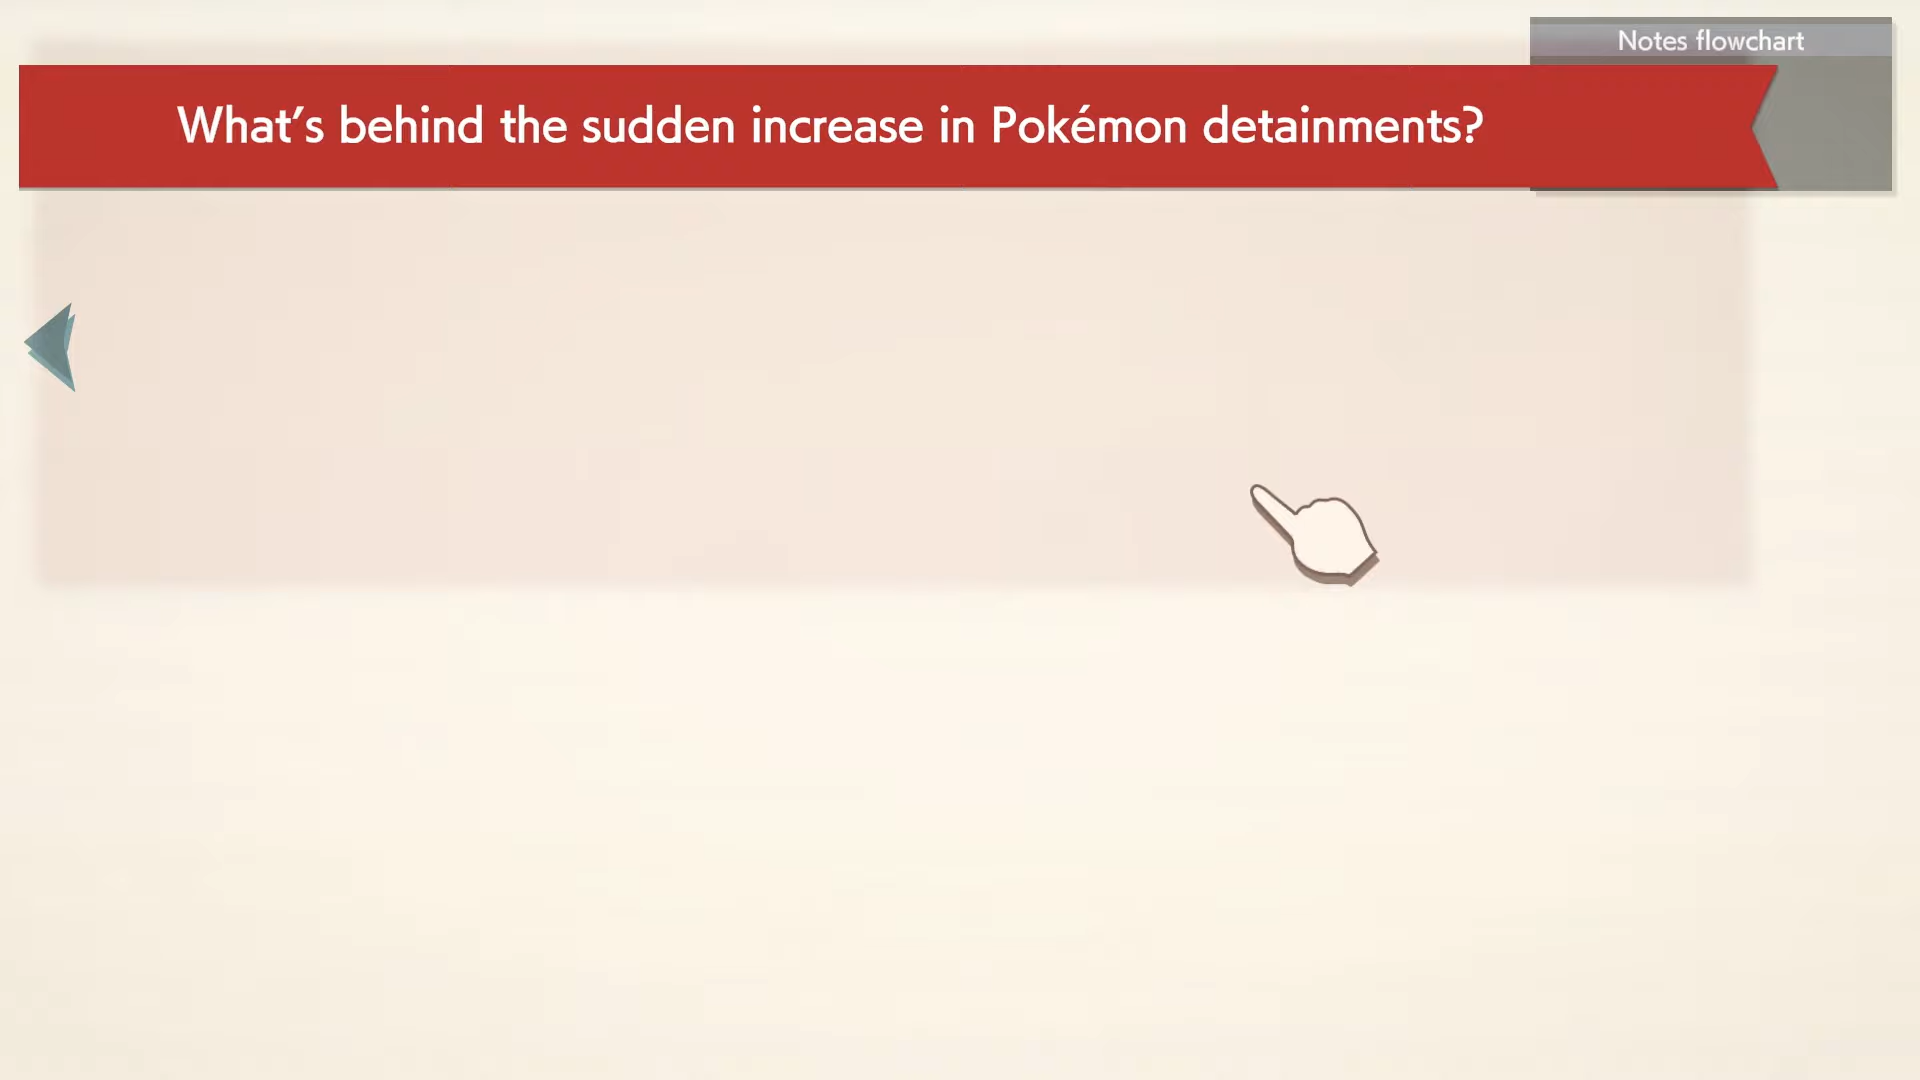 Notes flowchart
What's behind the sudden increase in Pokémon detainments?